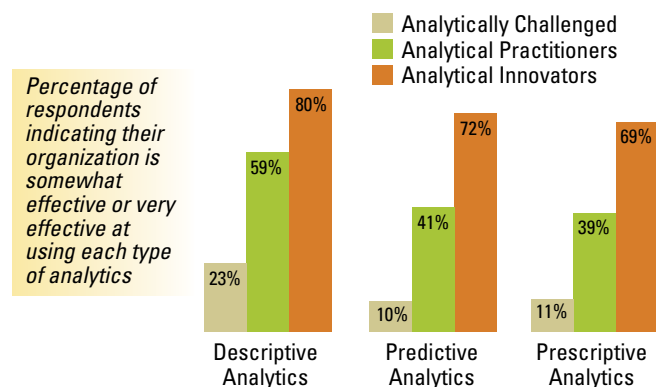 Analytically Challenged
Analytical Practitioners
Analytical Innovators
Percentage of
respondents
indicating their
organization is
somewhat
effective or very
effective at
using each type
of analytics
23%
59%
80%
10%
41%
72%
11%
39%
69%
Descriptive
Analytics
Predictive
Analytics
Prescriptive
Analytics